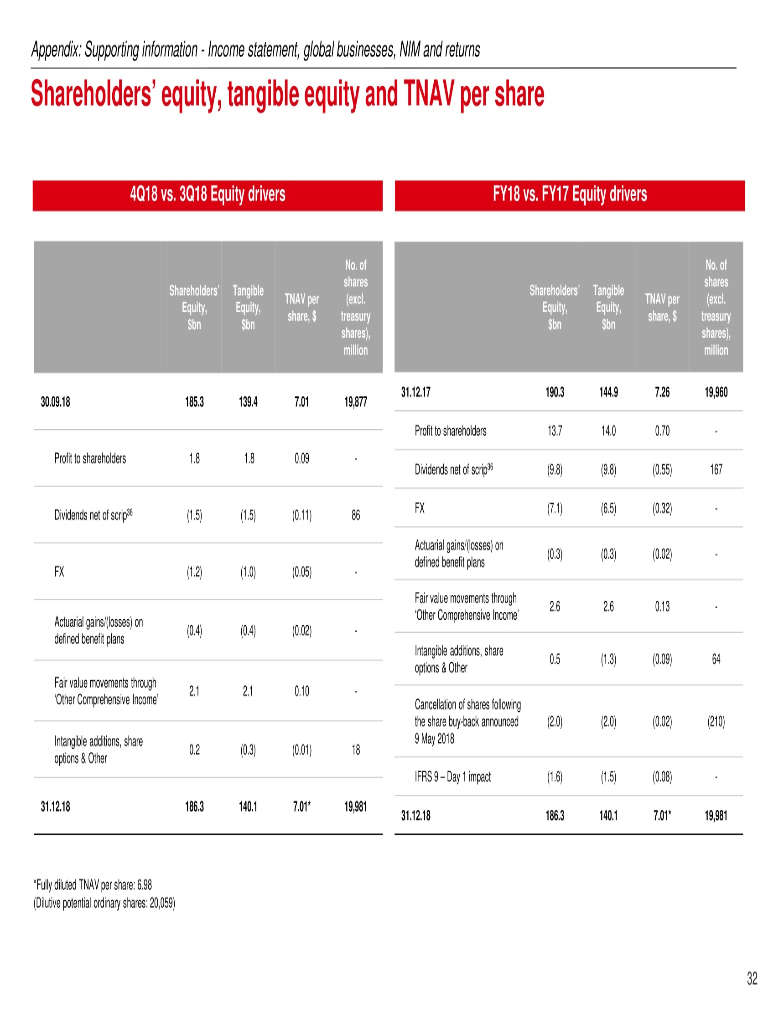 Appendix: Supporting information - Income statement, global businesses, NIM and returns
Shareholders’ equity, tangible equity and TNAV per share
4Q18 vs. 3Q18 Equity drivers
Shareholders’ Equity, $bn | Tangible Equity, $bn | TNAV per share, $ | No. of shares (excl. treasury shares), million
30.09.18 185.3 139.4 7.01 19,877
Profit to shareholders 1.8 1.8 0.09 -
Dividends net of scrip36 (1.5) (1.5) (0.11) 86
FX (1.2) (1.0) (0.05) -
Actuarial gains/(losses) on
defined benefit plans (0.4) (0.4) (0.02) -
Fair value movements through
‘Other Comprehensive Income’ 2.1 2.1 0.10 -
Intangible additions, share
options & Other 0.2 (0.3) (0.01) 18
31.12.18 186.3 140.1 7.01* 19,981
FY18 vs. FY17 Equity drivers
Shareholders’ Equity, $bn | Tangible Equity, $bn | TNAV per share, $ | No. of shares (excl. treasury shares), million
31.12.17 190.3 144.9 7.26 19,960
Profit to shareholders 13.7 14.0 0.70 -
Dividends net of scrip36 (9.8) (9.8) (0.55) 167
FX (7.1) (6.5) (0.32) -
Actuarial gains/(losses) on
defined benefit plans (0.3) (0.3) (0.02) -
Fair value movements through
‘Other Comprehensive Income’ 2.6 2.6 0.13 -
Intangible additions, share
options & Other 0.5 (1.3) (0.09) 64
Cancellation of shares following
the share buy-back announced (2.0) (2.0) (0.02) (210)
9 May 2018
IFRS 9 – Day 1 impact (1.6) (1.5) (0.08) -
31.12.18 186.3 140.1 7.01* 19,981
*Fully diluted TNAV per share: 6.98
(Dilutive potential ordinary shares: 20,059)
32